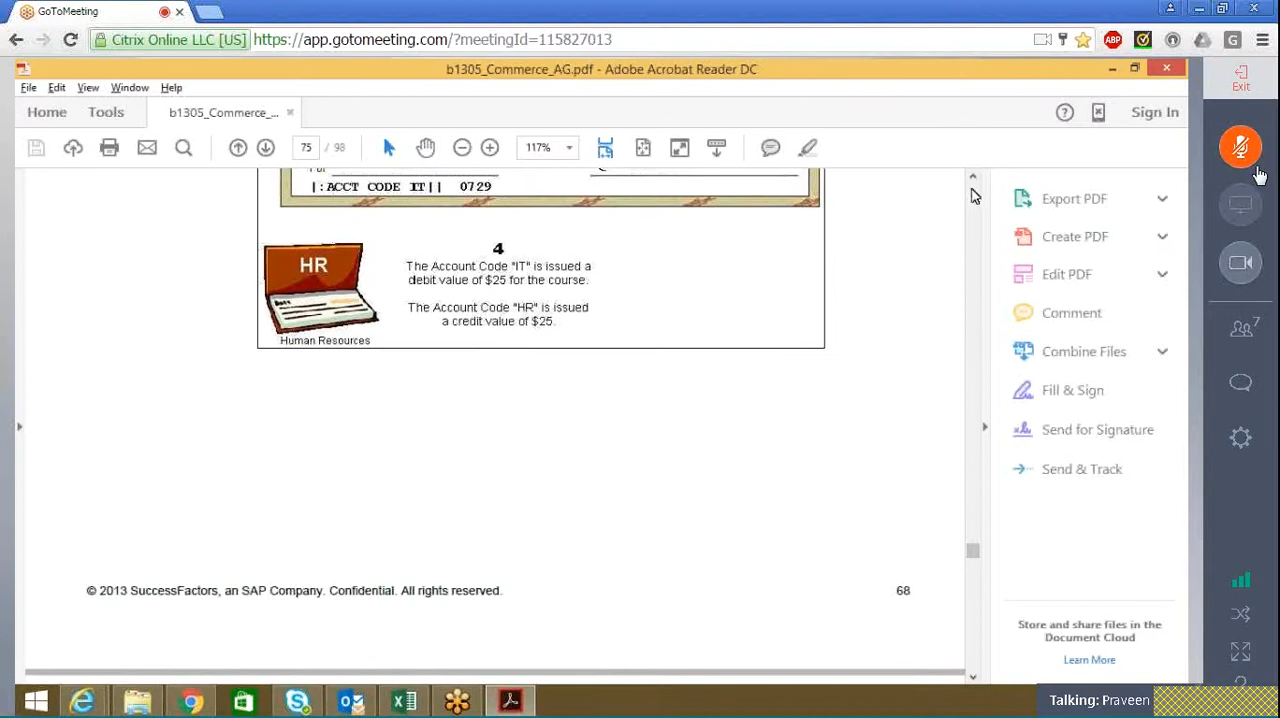 GoToMeeting
Citrix Online LLC [US] https://app.gotomeeting.com/?meetingId=115827013
ABP
G
b1305_Commerce_AG.pdf - Adobe Acrobat Reader DC
Exit
File Edit View Window Help
Home Tools b1305_Commerce_... Sign In
75 / 98 117%
|:ACCT CODE IT|| 0729
Export PDF
Create PDF
Edit PDF
Comment
Combine Files
Fill & Sign
Send for Signature
Send & Track
7
HR
4
The Account Code "IT" is issued a
debit value of $25 for the course.
The Account Code "HR" is issued
a credit value of $25.
Human Resources
© 2013 SuccessFactors, an SAP Company. Confidential. All rights reserved. 68
Store and share files in the
Document Cloud
Learn More
Talking: Praveen